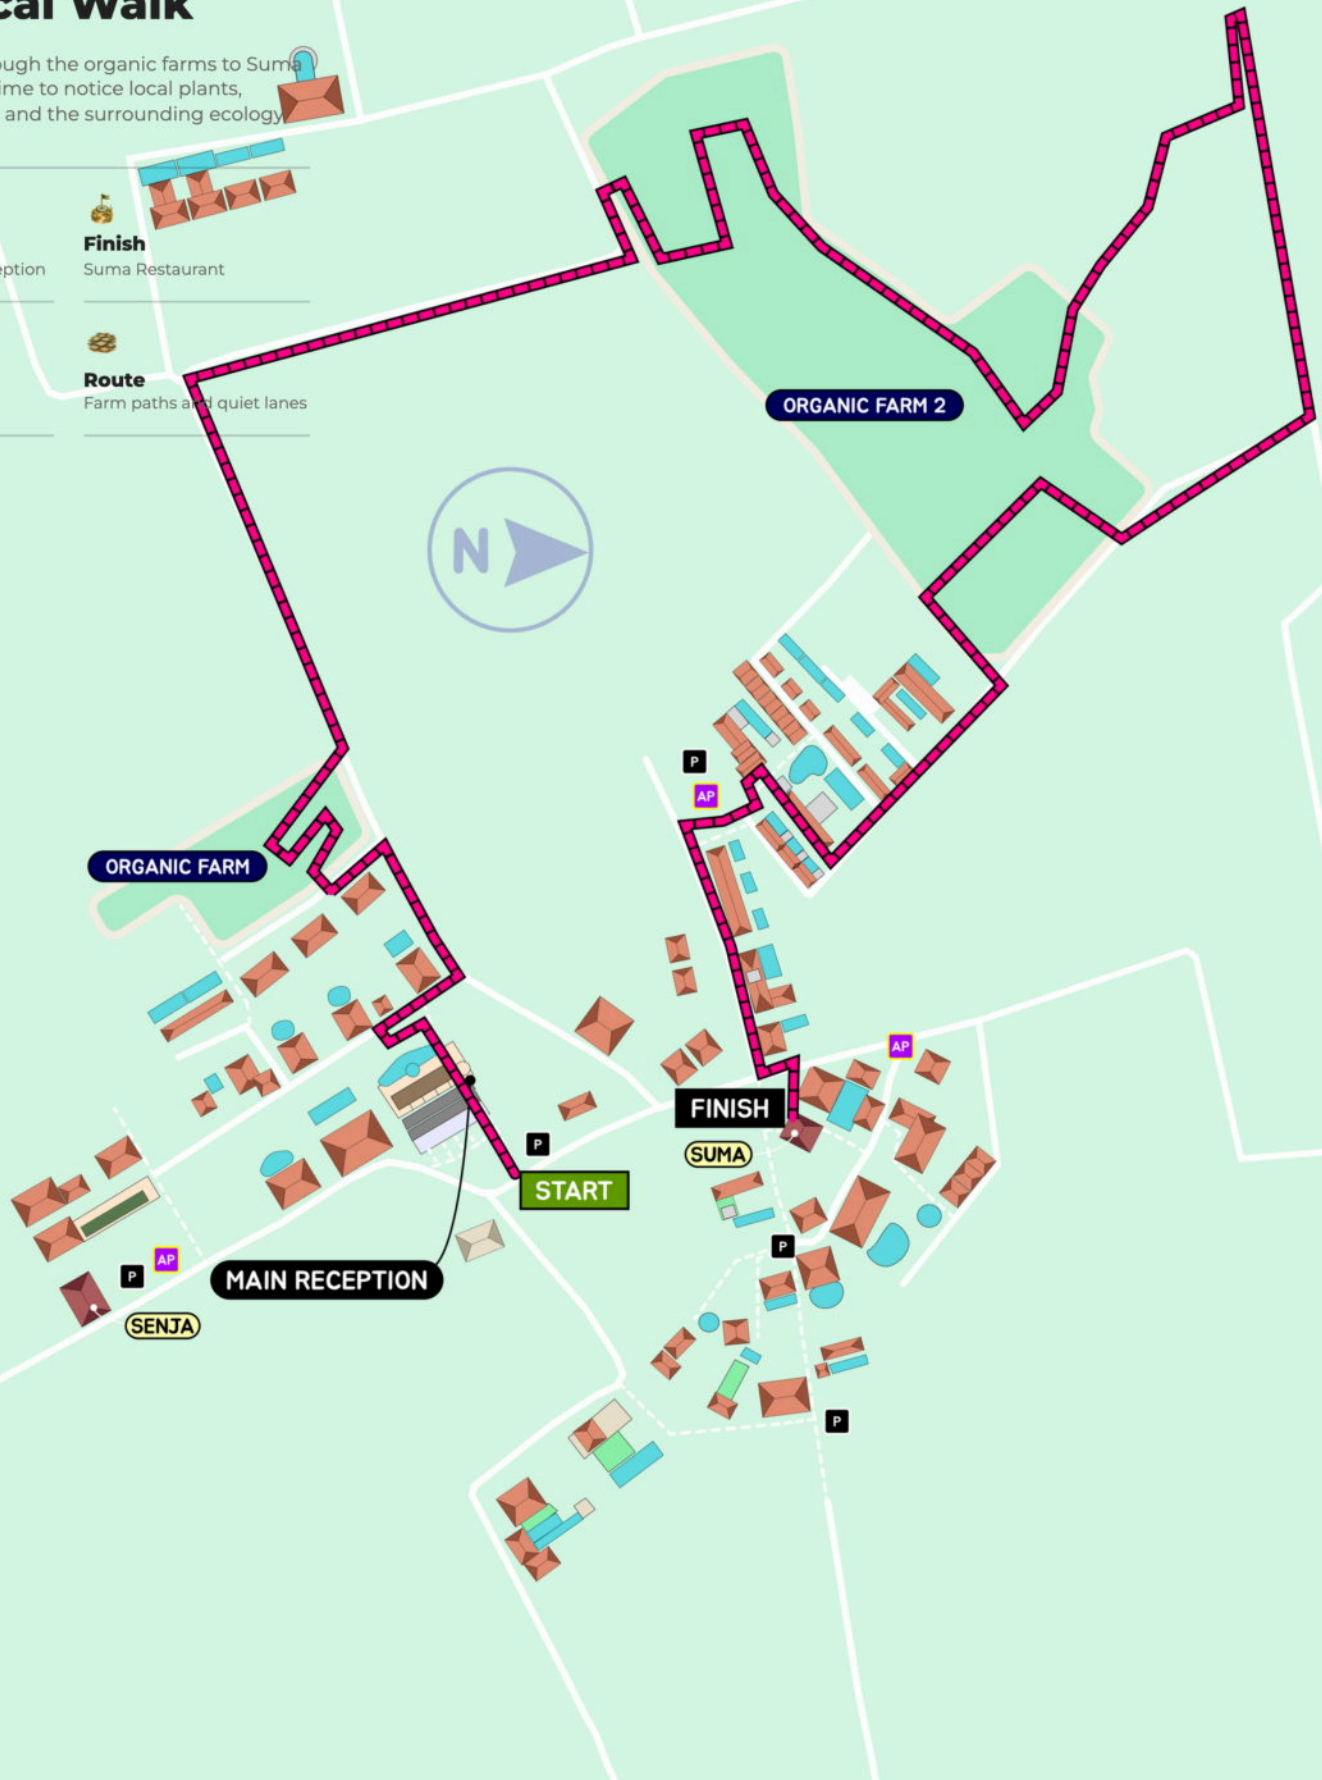 cal Walk
ough the organic farms to Suma
ime to notice local plants,
and the surrounding ecology
Finish
eption
Suma Restaurant
Route
Farm paths and quiet lanes
ORGANIC FARM 2
N
P
AP
ORGANIC FARM
AP
FINISH
P
SUMA
START
P
AP
P
MAIN RECEPTION
SENJA
P